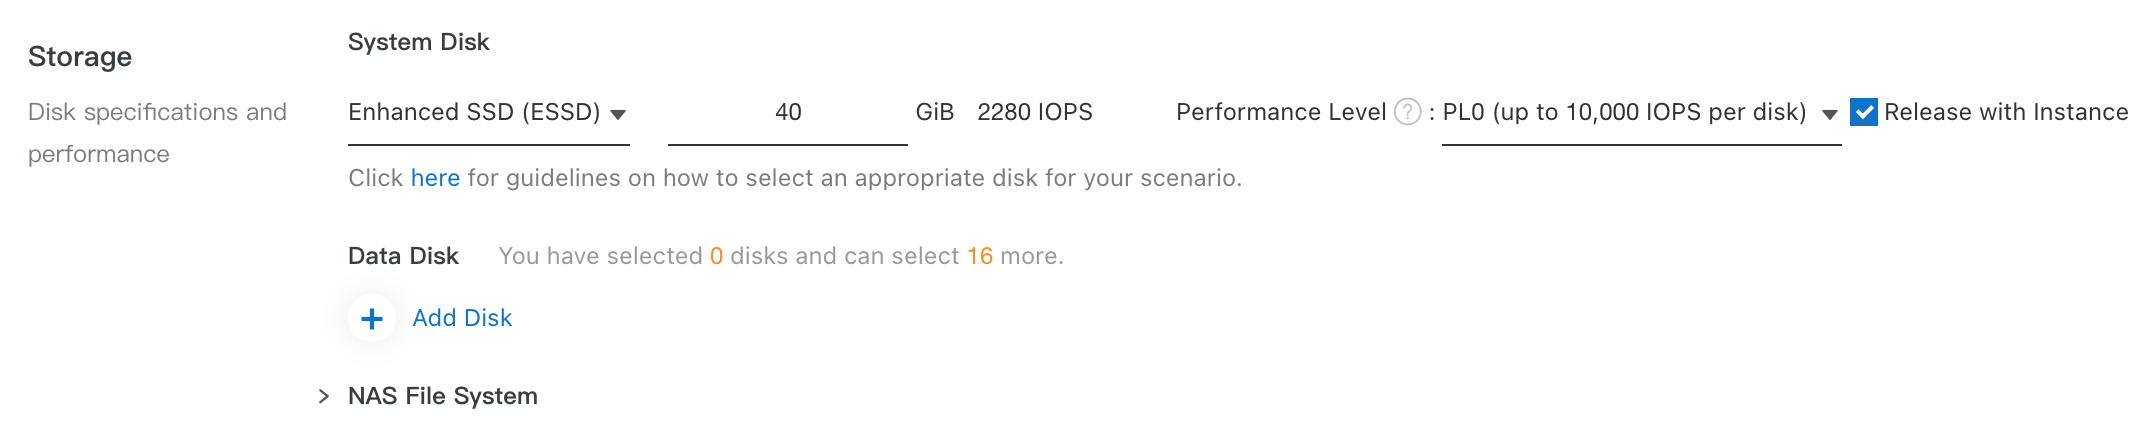 Storage
Disk specifications and
performance
System Disk
Enhanced SSD (ESSD) 40 GiB 2280 IOPS Performance Level ? : PL0 (up to 10,000 IOPS per disk) Release with Instance
Click here for guidelines on how to select an appropriate disk for your scenario.
Data Disk You have selected 0 disks and can select 16 more.
+ Add Disk
> NAS File System